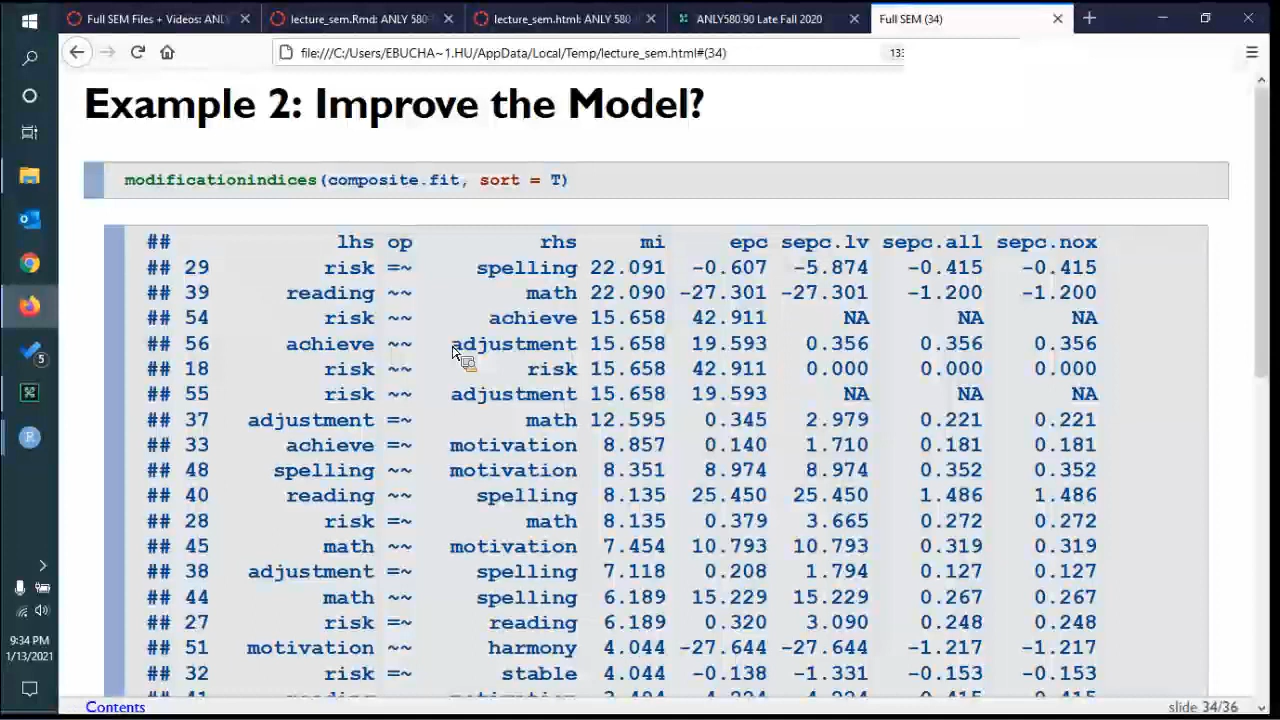 Full SEM Files + Videos: ANL
lecture_sem.Rmd: ANLY 580
lecture_sem.html: ANLY 580
ANLY580.90 Late Fall 2020
Full SEM (34)
file:///C:/Users/EBUCHA~1.HU/AppData/Local/Temp/lecture_sem.html#(34)
133
Example 2: Improve the Model?
modificationindices(composite.fit, sort = T)
## lhs op rhs mi epc sepc.lv sepc.all sepc.nox
## 29 risk =~ spelling 22.091 -0.607 -5.874 -0.415 -0.415
## 39 reading ~~ math 22.090 -27.301 -27.301 -1.200 -1.200
## 54 risk ~~ achieve 15.658 42.911 NA NA NA
## 56 achieve ~~ adjustment 15.658 19.593 0.356 0.356 0.356
## 18 risk ~~ risk 15.658 42.911 0.000 0.000 0.000
## 55 risk ~~ adjustment 15.658 19.593 NA NA NA
## 37 adjustment =~ math 12.595 0.345 2.979 0.221 0.221
## 33 achieve =~ motivation 8.857 0.140 1.710 0.181 0.181
## 48 spelling ~~ motivation 8.351 8.974 8.974 0.352 0.352
## 40 reading ~~ spelling 8.135 25.450 25.450 1.486 1.486
## 28 risk =~ math 8.135 0.379 3.665 0.272 0.272
## 45 math ~~ motivation 7.454 10.793 10.793 0.319 0.319
## 38 adjustment =~ spelling 7.118 0.208 1.794 0.127 0.127
## 44 math ~~ spelling 6.189 15.229 15.229 0.267 0.267
## 27 risk =~ reading 6.189 0.320 3.090 0.248 0.248
## 51 motivation ~~ harmony 4.044 -27.644 -27.644 -1.217 -1.217
## 32 risk =~ stable 4.044 -0.138 -1.331 -0.153 -0.153
5
9:34 PM
1/13/2021
Contents
slide 34/36